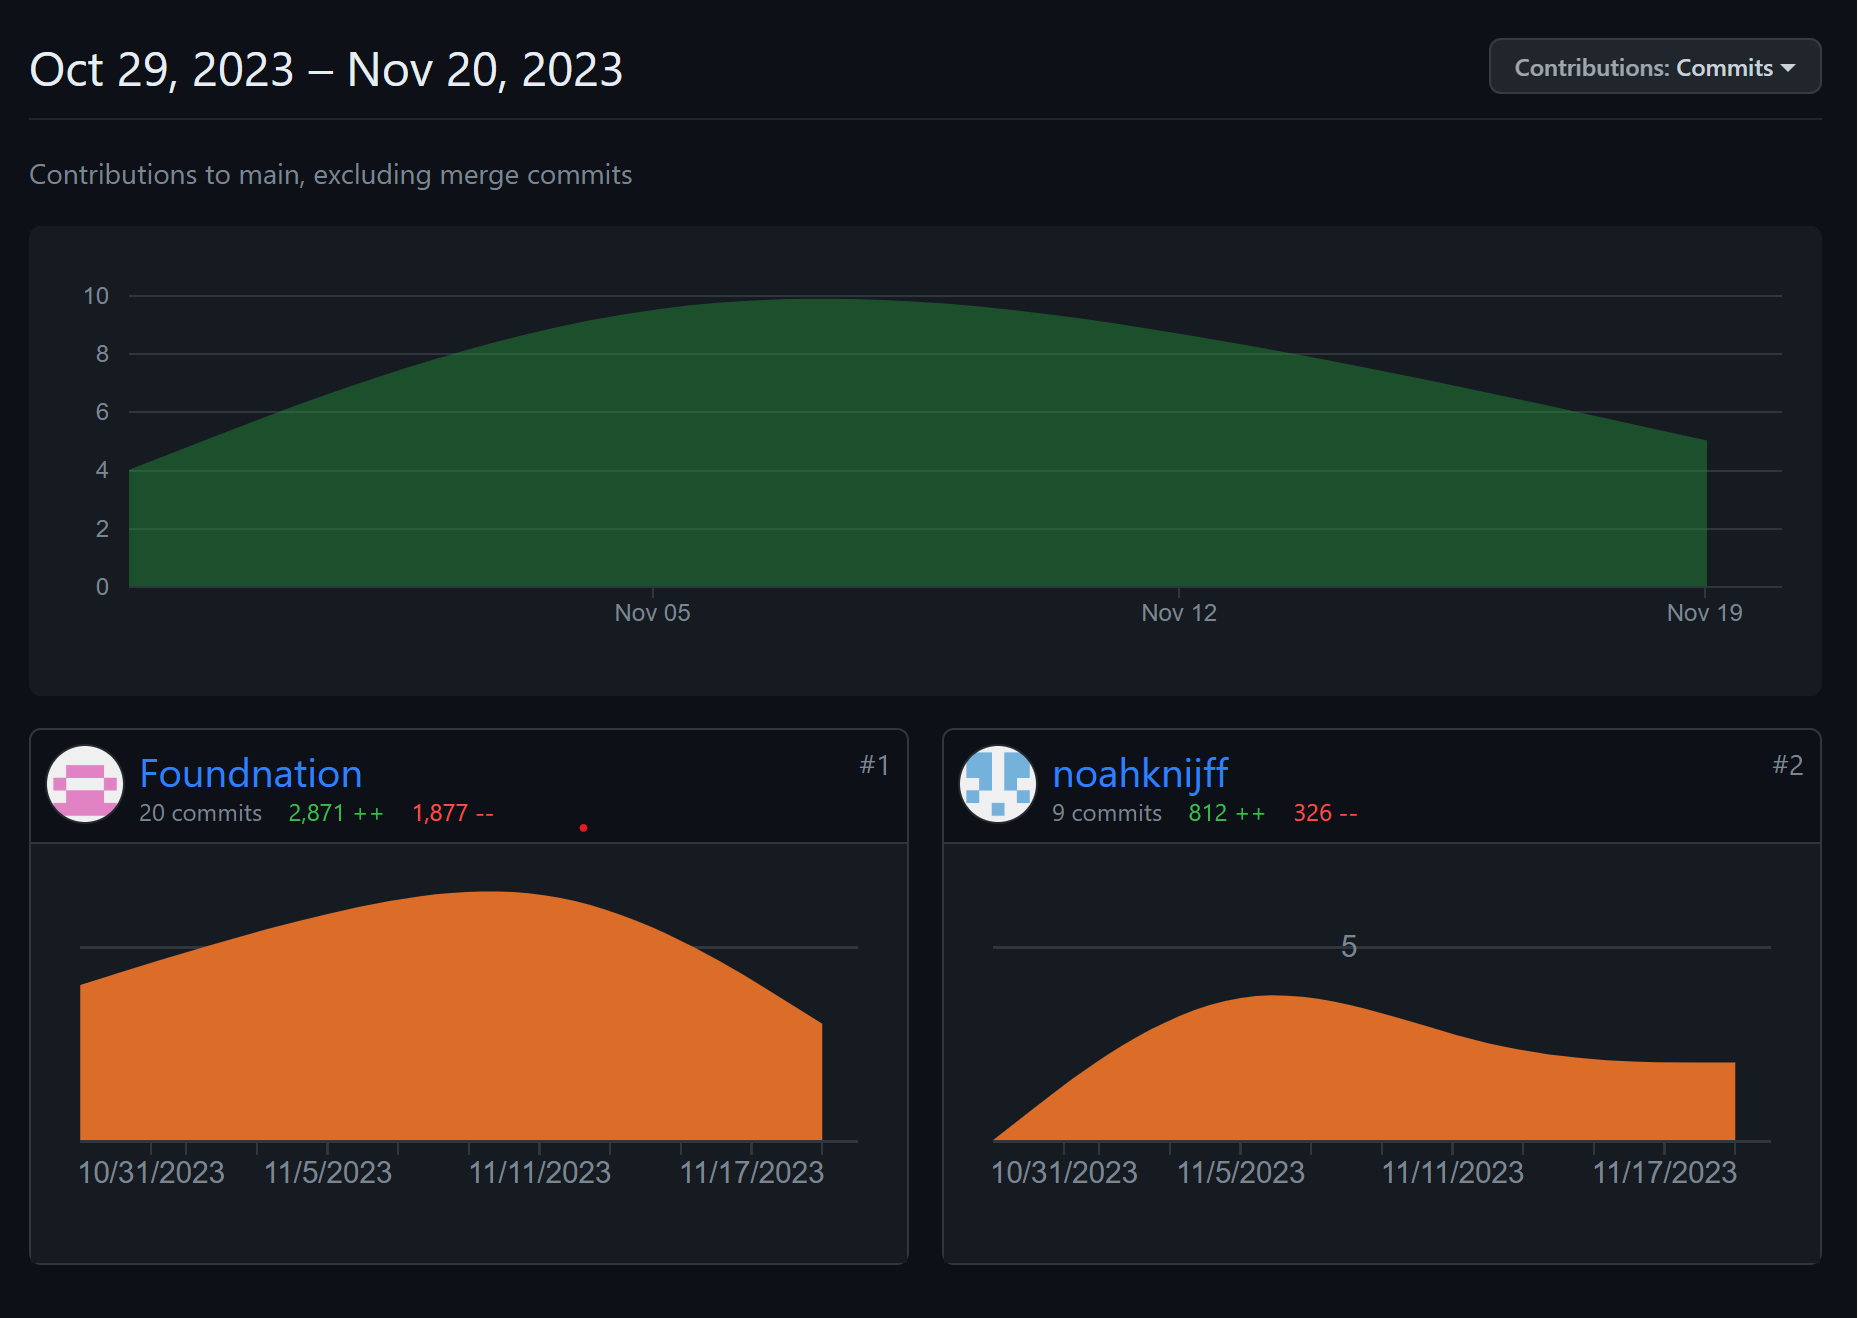 Oct 29, 2023 – Nov 20, 2023
Contributions: Commits
Contributions to main, excluding merge commits
10
8
6
4
2
0
Nov 05 Nov 12 Nov 19
Foundnation
#1
20 commits 2,871 ++ 1,877 --
10/31/2023 11/5/2023 11/11/2023 11/17/2023
noahknijff
#2
9 commits 812 ++ 326 --
5
10/31/2023 11/5/2023 11/11/2023 11/17/2023